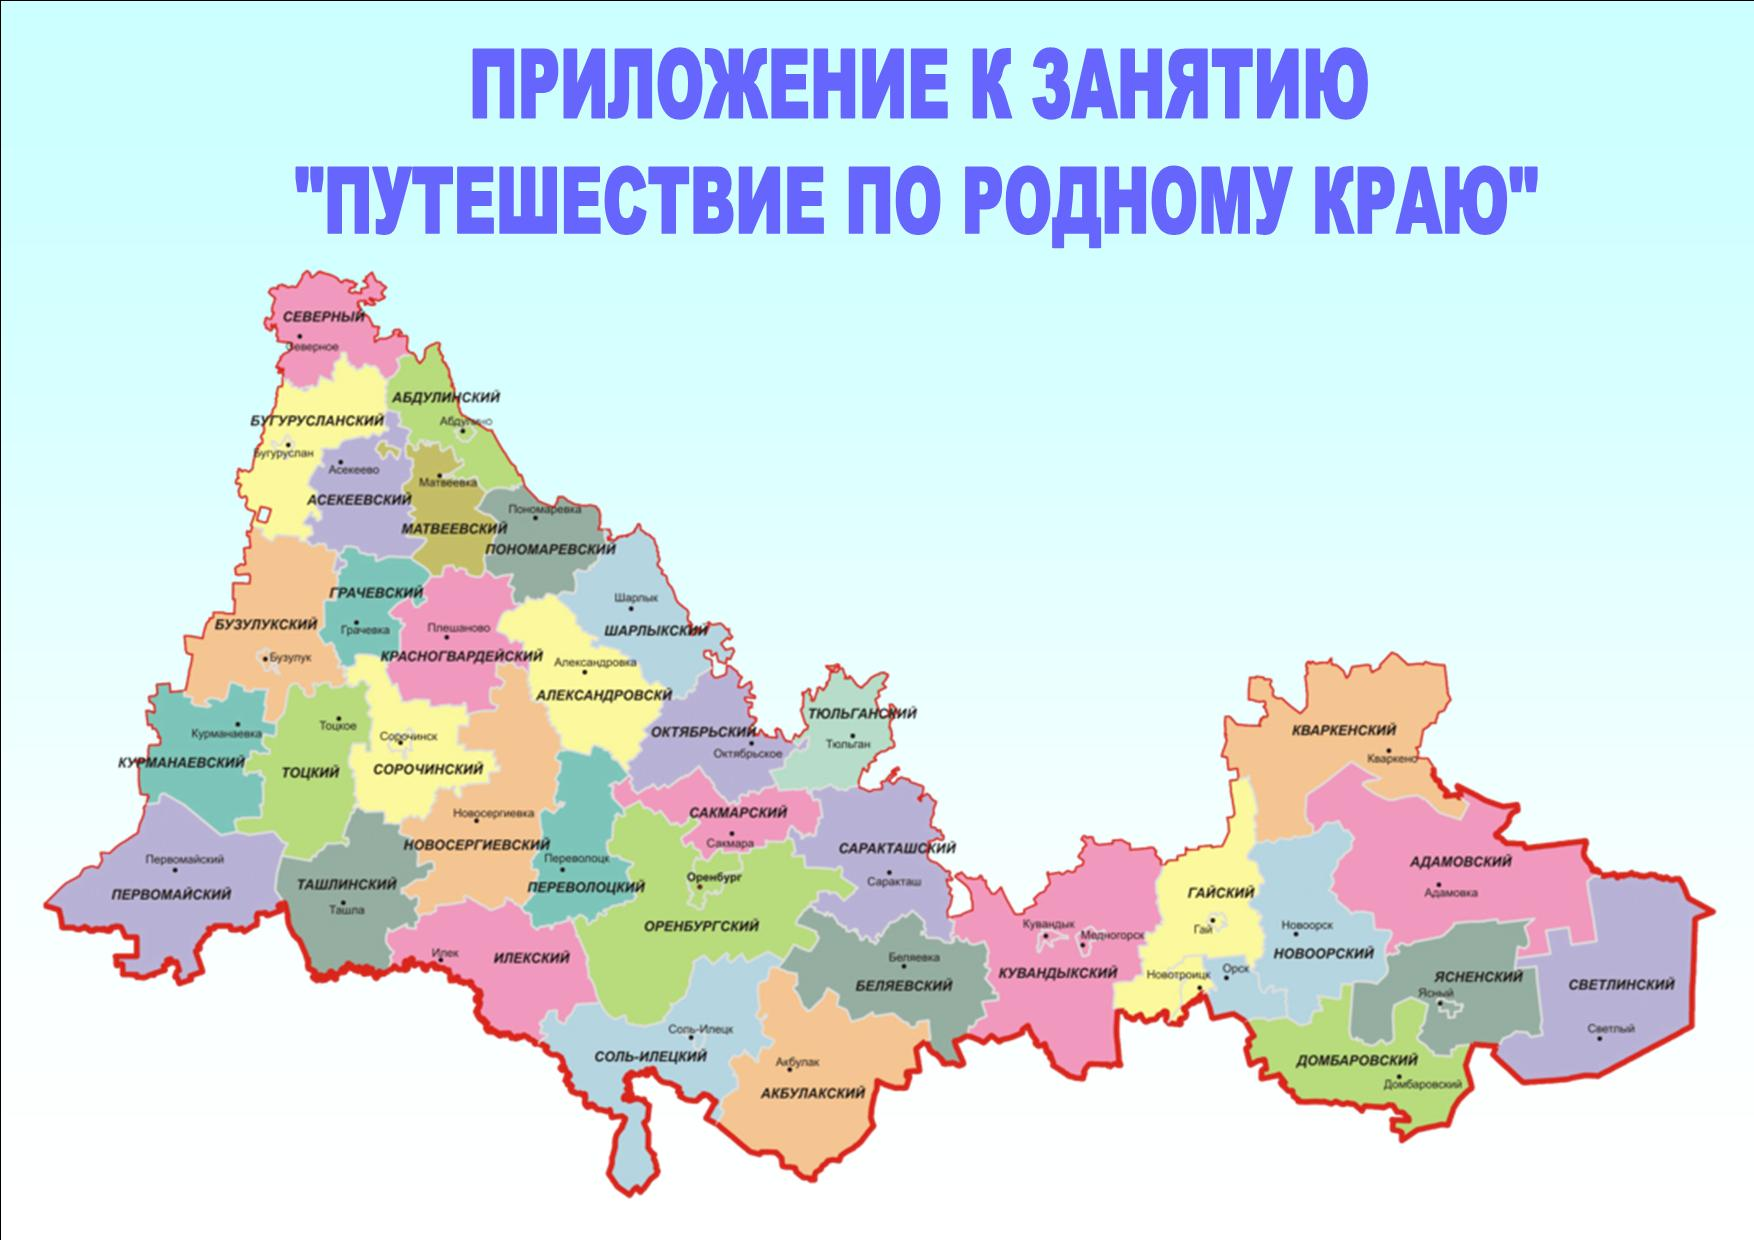 ПРИЛОЖЕНИЕ К ЗАНЯТИЮ
"ПУТЕШЕСТВИЕ ПО РОДНОМУ КРАЮ"
СЕВЕРНЫЙ
Северное
АБДУЛИНСКИЙ
Абдулино
БУГУРУСЛАНСКИЙ
Бугуруслан
Асекеево
АСЕКЕЕВСКИЙ
Матвеевка
МАТВЕЕВСКИЙ
Пономаревка
ПОНОМАРЕВСКИЙ
ГРАЧЕВСКИЙ
Грачевка
Шарлык
ШАРЛЫКСКИЙ
БУЗУЛУКСКИЙ
Бузулук
Плешаново
КРАСНОГВАРДЕЙСКИЙ
Александровка
АЛЕКСАНДРОВСКИ
Курманаевка
КУРМАНАЕВСКИЙ
Тоцкое
ТОЦКИЙ
Сорочинск
СОРОЧИНСКИЙ
ОКТЯБРЬСКИЙ
Октябрьское
ТЮЛЬГАНСКИЙ
Тюльган
КВАРКЕНСКИЙ
Кваркено
Новосергиевка
НОВОСЕРГИЕВСКИЙ
САКМАРСКИЙ
Сакмара
САРАКТАШСКИЙ
Саракташ
Первомайский
ПЕРВОМАЙСКИЙ
ТАШЛИНСКИЙ
Ташла
Переволоцк
ПЕРЕВОЛОЦКИЙ
Оренбург
ОРЕНБУРГСКИЙ
АДАМОВСКИЙ
Адамовка
ГАЙСКИЙ
Гай
Кувандык
Медногорск
КУВАНДЫКСКИЙ
Новоорск
НОВООРСКИЙ
Илек
ИЛЕКСКИЙ
Беляевка
БЕЛЯЕВСКИЙ
Новотроицк
Орск
ЯСНЕНСКИЙ
Ясный
СВЕТЛИНСКИЙ
Светлый
Соль-Илецк
СОЛЬ-ИЛЕЦКИЙ
Акбулак
АКБУЛАКСКИЙ
ДОМБАРОВСКИЙ
Домбаровский